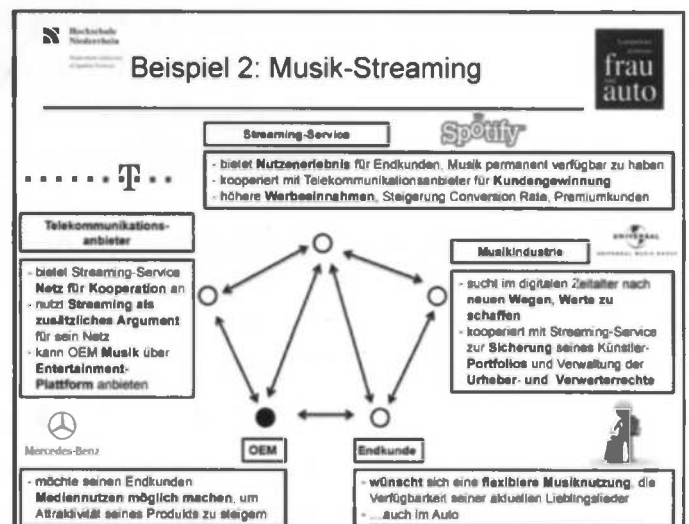 Hochschule
Niederrhein
Beispiel 2: Musik-Streaming
frau
auto
Streaming-Service
Spotify
- bietet Nutzenerlebnis für Endkunden, Musik permanent verfügbar zu haben
- kooperiert mit Telekommunikationsanbieter für Kundengewinnung
- höhere Werbeeinnahmen, Steigerung Conversion Rate, Premiumkunden
T
Telekommunikations-
anbieter
- bietet Streaming-Service
Netz für Kooperation an
- nutzt Streaming als
zusätzliches Argument
für sein Netz
- kann OEM Musik über
Entertainment-
Plattform anbieten
Musikindustrie
UNIVERSAL
UNIVERSAL MUSIC GROUP
- sucht im digitalen Zeitalter nach
neuen Wegen, Werte zu
schaffen
- kooperiert mit Streaming-Service
zur Sicherung seines Künstler-
Portfolios und Verwaltung der
Urheber- und Verwerterrechte
Mercedes-Benz
OEM
Endkunde
- möchte seinen Endkunden
Mediennutzen möglich machen, um
Attraktivität seines Produkts zu steigern
- wünscht sich eine flexiblere Musiknutzung, die
Verfügbarkeit seiner aktuellen Lieblingslieder
- ...auch im Auto